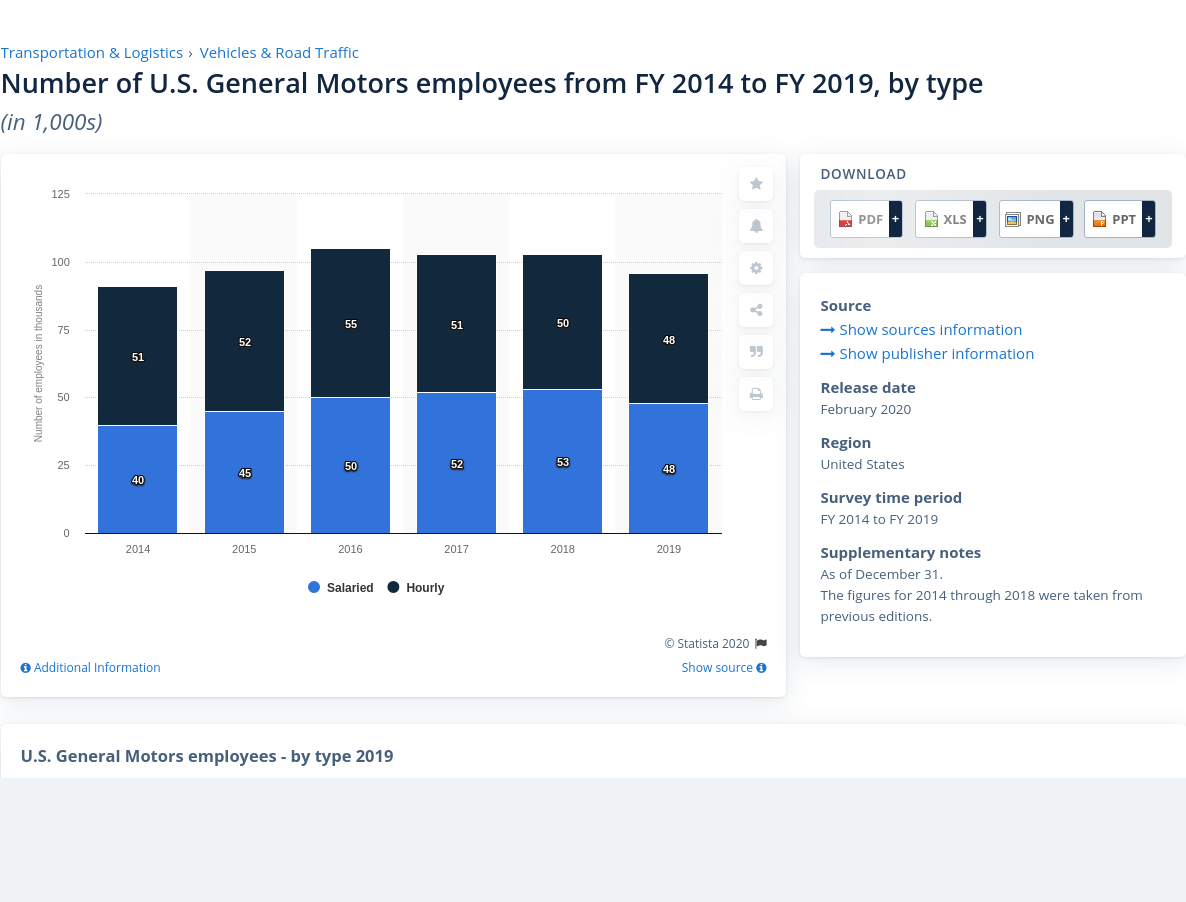 Transportation & Logistics › Vehicles & Road Traffic
Number of U.S. General Motors employees from FY 2014 to FY 2019, by type
(in 1,000s)
Number of employees in thousands
125
100
75
50
25
0
51
52
55
51
50
48
40
45
50
52
53
48
2014
2015
2016
2017
2018
2019
Salaried Hourly
© Statista 2020
Additional Information
Show source
DOWNLOAD
PDF + XLS + PNG + PPT +
Source
Show sources information
Show publisher information
Release date
February 2020
Region
United States
Survey time period
FY 2014 to FY 2019
Supplementary notes
As of December 31.
The figures for 2014 through 2018 were taken from
previous editions.
U.S. General Motors employees - by type 2019